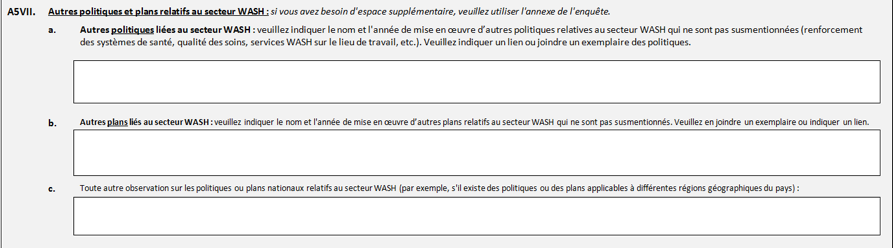 A5VII. Autres politiques et plans relatifs au secteur WASH : si vous avez besoin d'espace supplémentaire, veuillez utiliser l'annexe de l'enquête.
a. Autres politiques liées au secteur WASH : veuillez indiquer le nom et l'année de mise en œuvre d'autres politiques relatives au secteur WASH qui ne sont pas susmentionnées (renforcement
des systèmes de santé, qualité des soins, services WASH sur le lieu de travail, etc.). Veuillez indiquer un lien ou joindre un exemplaire des politiques.
b. Autres plans liés au secteur WASH : veuillez indiquer le nom et l'année de mise en œuvre d'autres plans relatifs au secteur WASH qui ne sont pas susmentionnés. Veuillez en joindre un exemplaire ou indiquer un lien.
c. Toute autre observation sur les politiques ou plans nationaux relatifs au secteur WASH (par exemple, s'il existe des politiques ou des plans applicables à différentes régions géographiques du pays) :